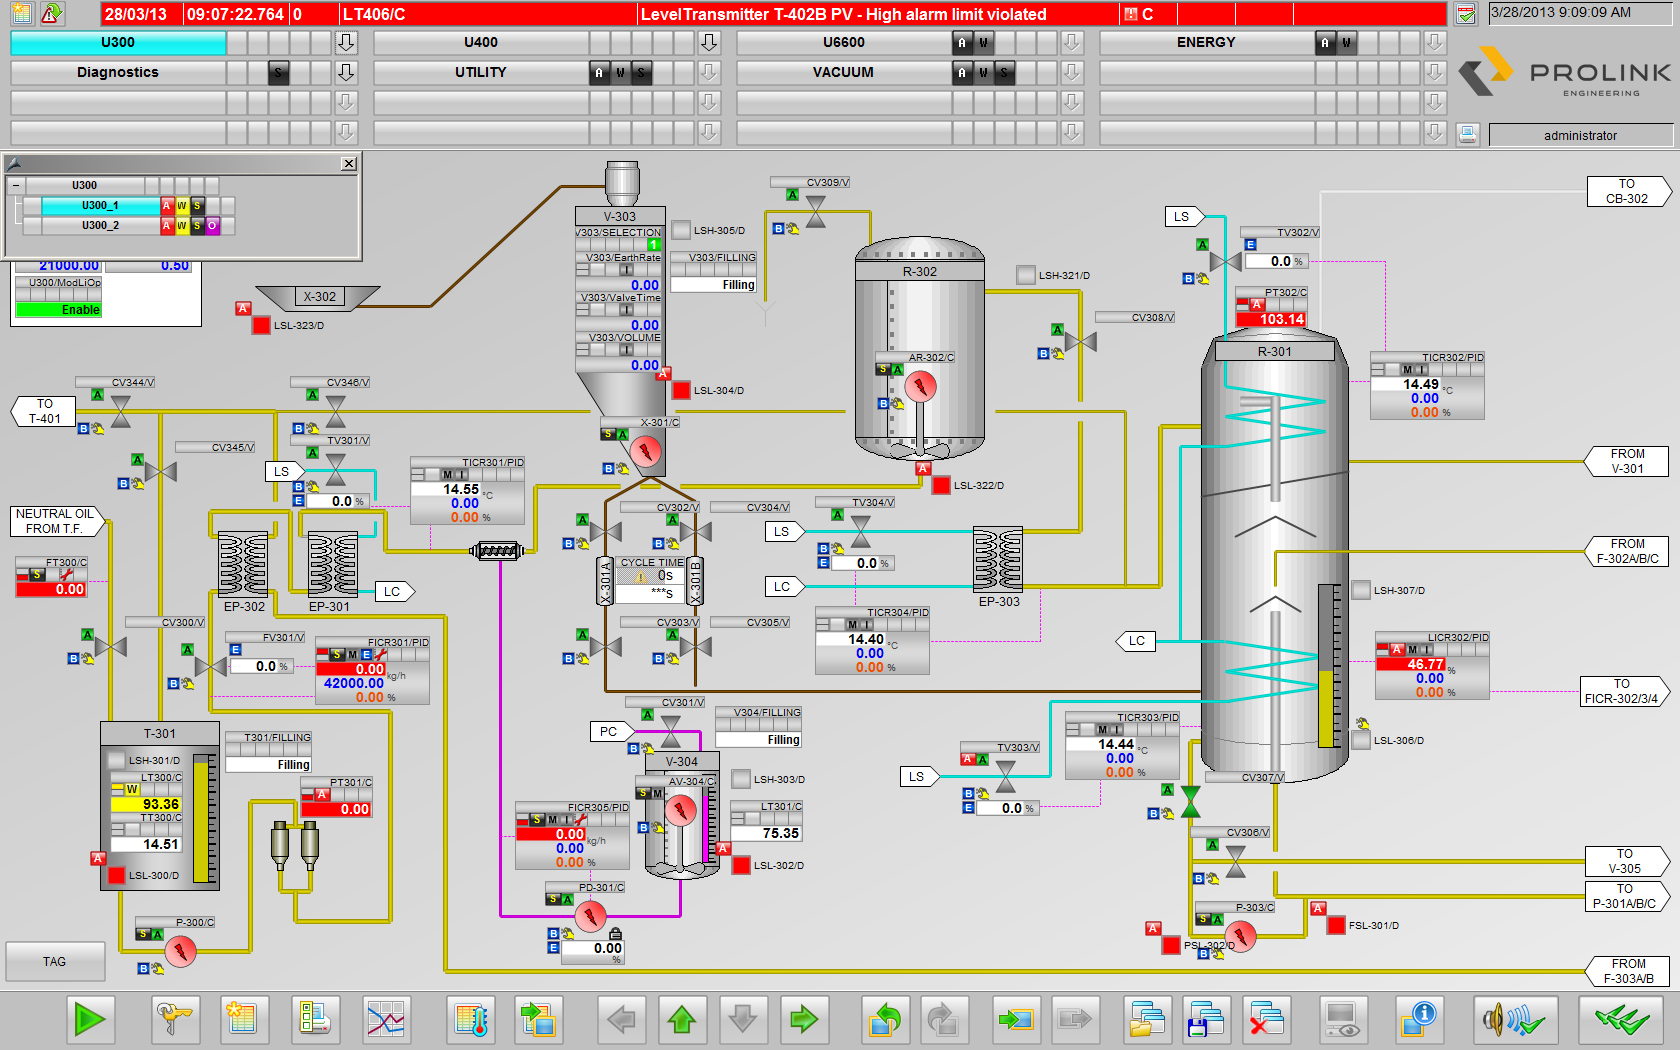 28/03/13 09:07:22.764 0 LT406/C LevelTransmitter T-402B PV - High alarm limit violated C
3/28/2013 9:09:09 AM
U300 U400 U6600 A W ENERGY A W
Diagnostics S UTILITY A W S VACUUM A W S
PROLINK
ENGINEERING
administrator
U300
U300_1 A W S
U300_2 A W S O
21000.00 0.50
U300/ModLiOp
Enable
X-302
A
LSL-323/D
V-303
V303/SELECTION
1
V303/EarthRate
I
0.00
V303/ValveTime
I
0.00
V303/VOLUME
I
0.00
LSH-305/D
V303/FILLING
Filling
A
LSL-304/D
X-301/C
S A
B
CV309/V
A
B
R-302
AR-302/C
S A
B
LSH-321/D
CV308/V
A
B
A
LSL-322/D
LS
TV302/V
A
E
0.0 %
B
PT302/C
A
103.14
R-301
TO
CB-302
TICR302/PID
M I
14.49 °C
0.00
0.00 %
FROM
V-301
FROM
F-302A/B/C
LSH-307/D
LC
LICR302/PID
A M I
46.77 %
0.00
0.00 %
TO
FICR-302/3/4
LSL-306/D
CV344/V
A
B
TO
T-401
CV346/V
A
B
CV345/V
A
B
TV301/V
A
LS
B
E
0.0 %
TICR301/PID
M I
14.55 °C
0.00
0.00 %
NEUTRAL OIL
FROM T.F.
FT300/C
S
0.00
EP-302
EP-301
LC
CV300/V
A
B
FV301/V
A
E
0.0 %
B
FICR301/PID
S M E
0.00 kg/h
42000.00
0.00 %
CV302/V
A
B
CV304/V
A
B
CYCLE TIME
0s
***s
X-301A
X-301B
CV303/V
A
B
CV305/V
A
B
TV304/V
A
LS
B
E
0.0 %
LC
EP-303
TICR304/PID
M I
14.40 °C
0.00
0.00 %
T-301
LSH-301/D
LT300/C
W
93.36
TT300/C
14.51
A
LSL-300/D
T301/FILLING
Filling
PT301/C
A
0.00
P-300/C
S A
B
TAG
CV301/V
A
PC
B
V304/FILLING
Filling
V-304
AV-304/C
S M
B
LSH-303/D
LT301/C
75.35
A
LSL-302/D
FICR305/PID
S M I
0.00 kg/h
0.00
0.00 %
PD-301/C
S A
B
E
0.00
%
TV303/V
A A
LS
B
E
0.0 %
TICR303/PID
M I
14.44 °C
0.00
0.00 %
CV307/V
A
B
CV306/V
A
B
P-303/C
S A
B
A
PSL-302/D
A
FSL-301/D
TO
V-305
TO
P-301A/B/C
FROM
F-303A/B